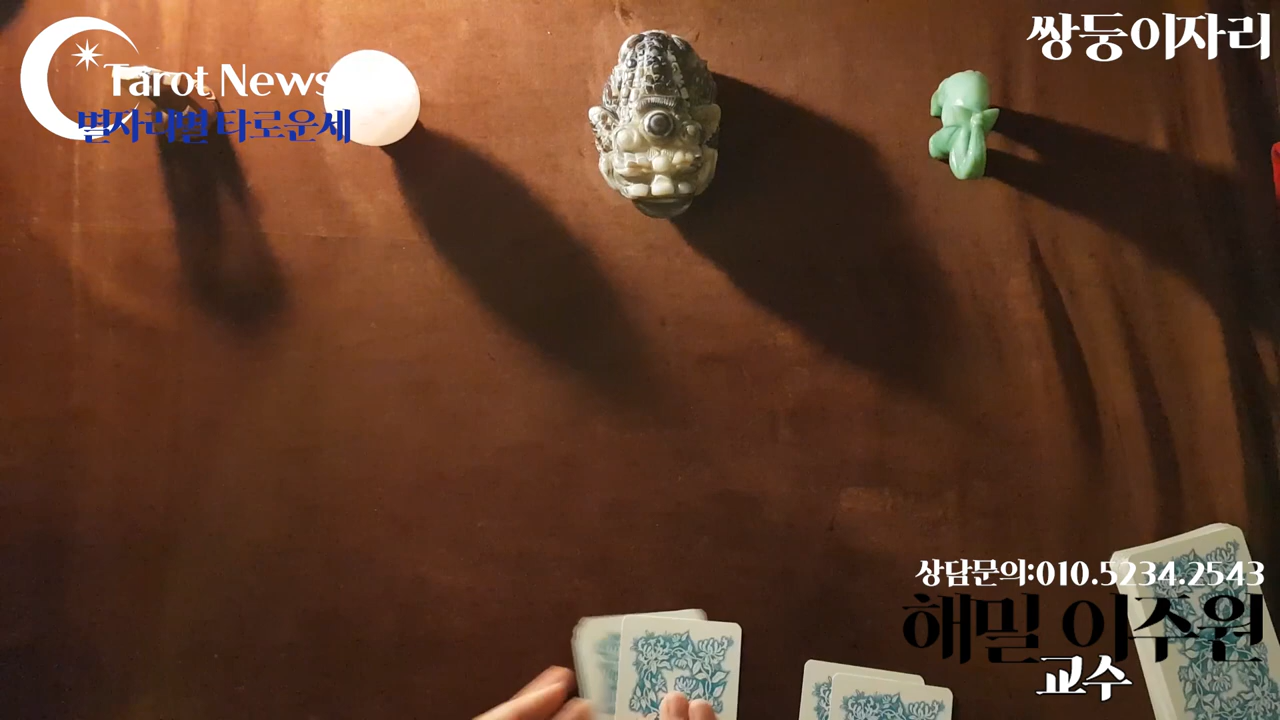 Tarot News
별자리별 타로운세
쌍둥이자리
상담문의:010.5234.2543
해밀 이주원
교수